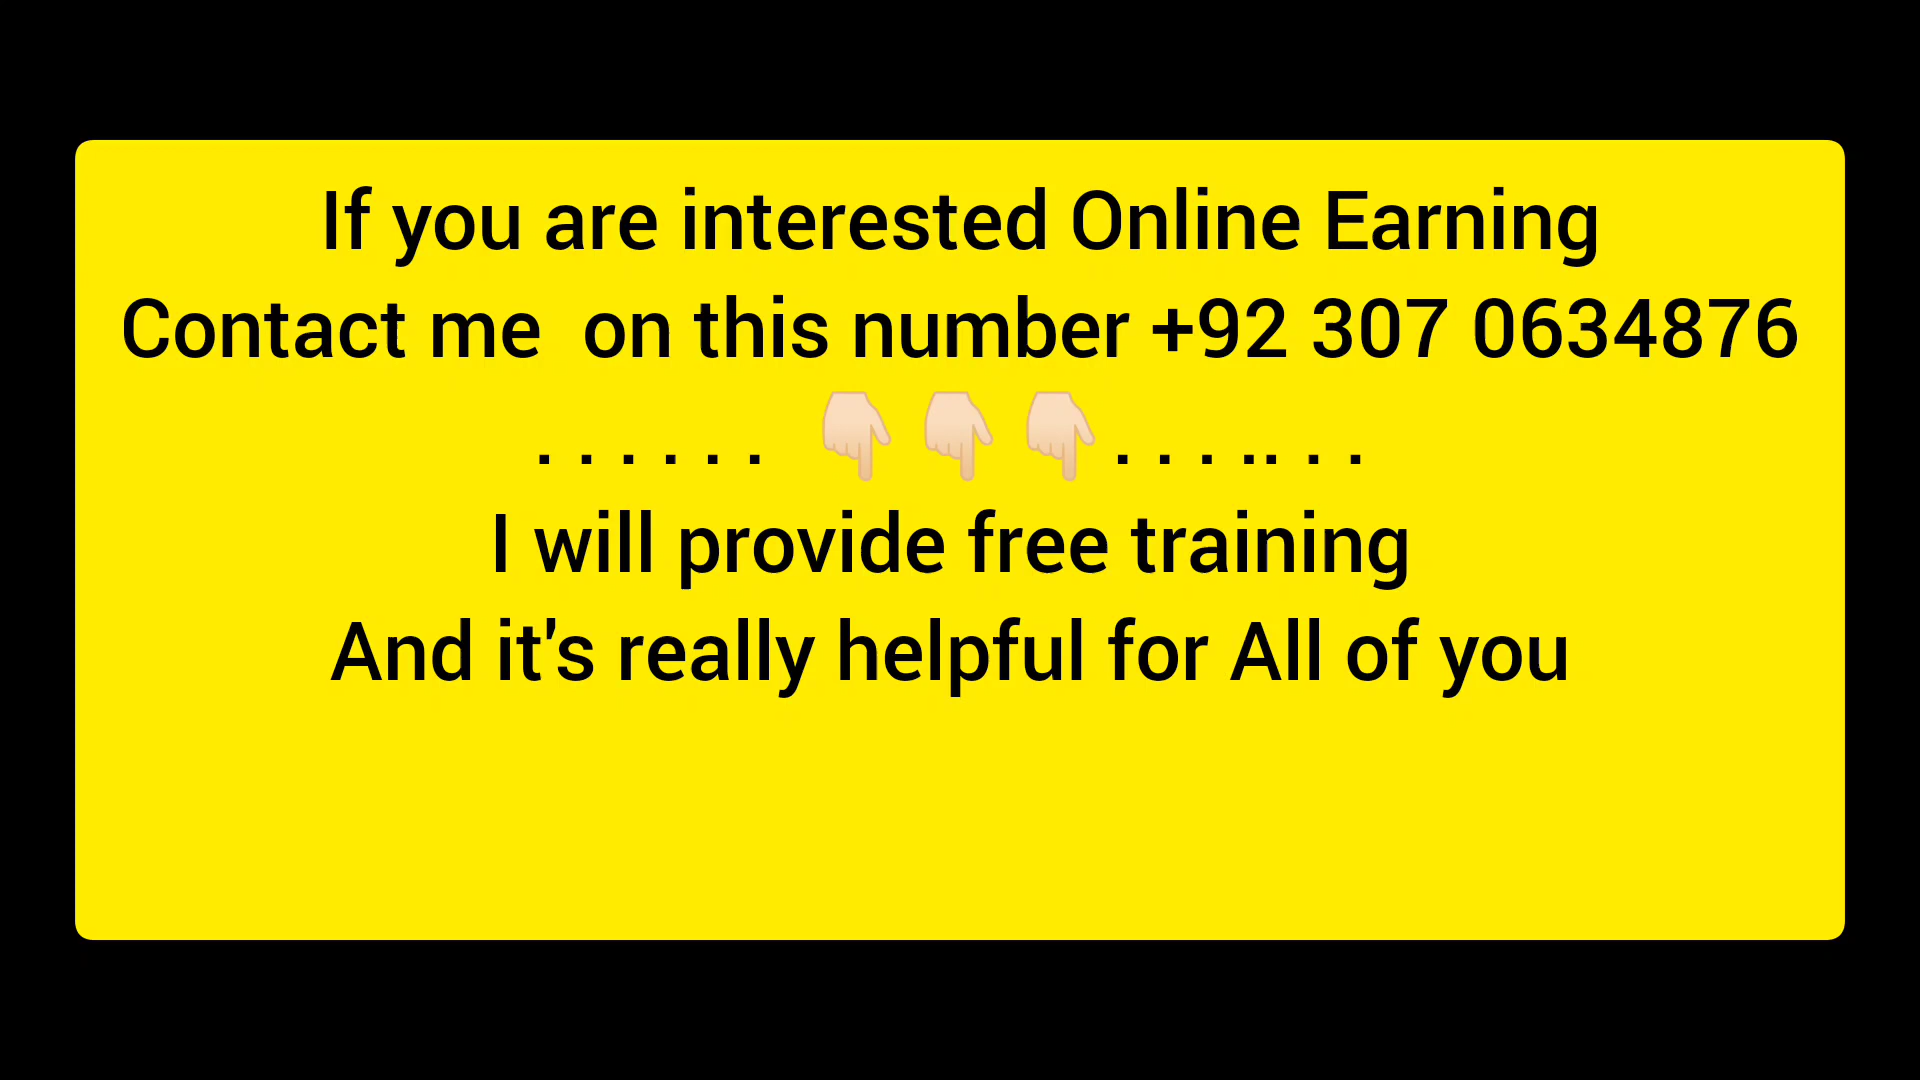 If you are interested Online Earning
Contact me  on this number +92 307 0634876
. . . . . .  👇🏻👇🏻👇🏻. . . .. . .
I will provide free training
And it's really helpful for All of you